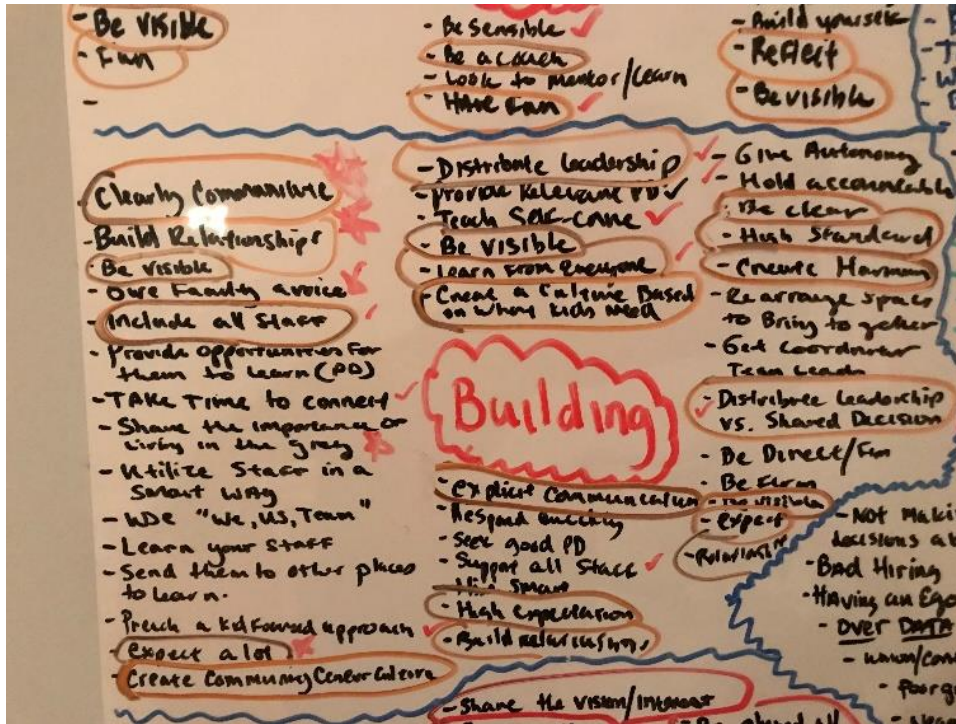 - Be Visible
- Fun
-
- Be Sensible ✓
- Be a coach
- Look to mentor/learn
- Have Fun ✓
- Build yourself
- Reflect
- Be visible
Clearly Communicate
- Build Relationships
- Be visible
- Give Faculty a voice
- Include all Staff
- Provide opportunities for
them to learn (PD)
- Take Time to connect
- Share the importance of
living in the Grey
- Utilize Staff in a
Smart way
- "We, us, Team"
- Learn your Staff
- Send them to other places
to learn.
- Preach a kid focused approach
- expect a lot
- Create Community Center Culture
- Distribute Leadership
- Provide Relevant PD
- Teach Self-
- Be visible
- Learn from everyone
- Create a Culture Based
on what kids need
Building
- explicit communication
- Respond quickly
- Seek good PD
- Support all Staff
- Hire Smart
- High expectation
- Build relationships
- Give Autonomy
- Hold accountable
- Be clear
- High Standard
- Create Harmony
- Rearrange spaces
to Bring together
- Get coordinator
Team Leads
- Distribute Leadership
vs. Shared Decision
- Be Direct/
- Be Firm
- Be visible
- expect
- Relationships
- Not Maki
decisions a
- Bad Hiring
- Having an Ego
- OVER DATA
- Share the vision/